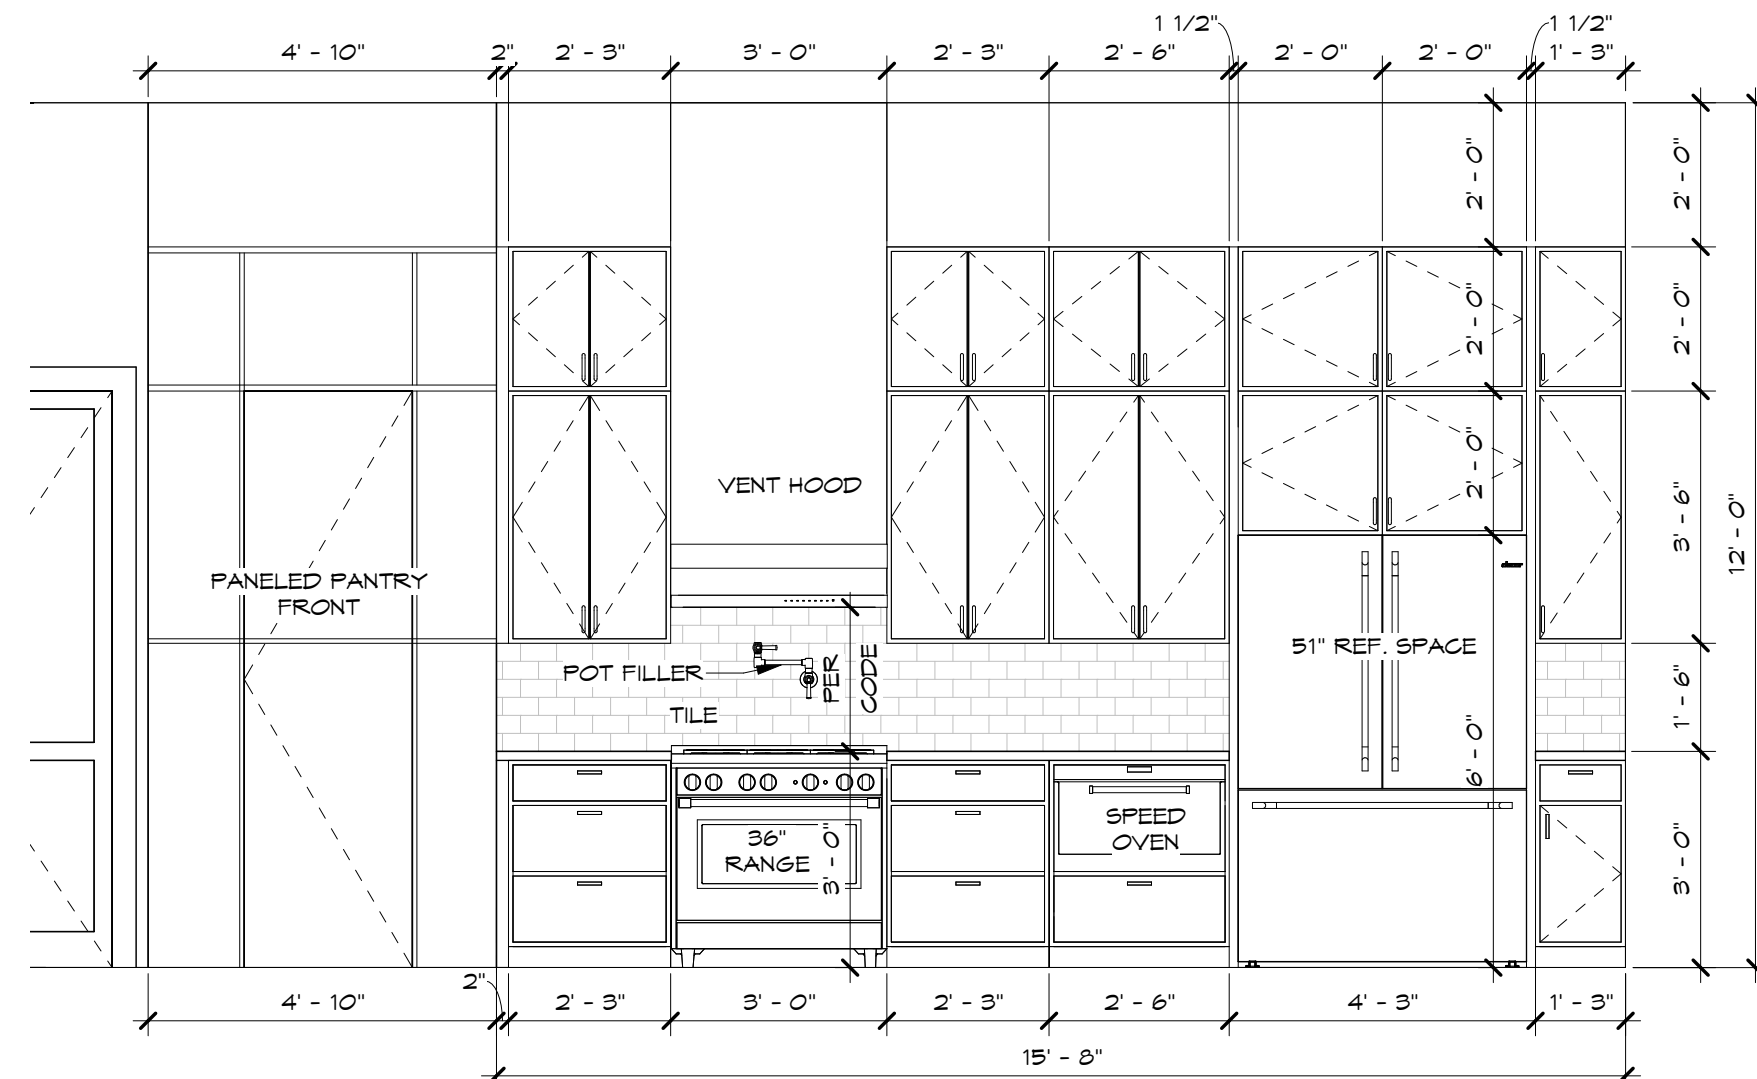 1 1/2"
1 1/2"
4' - 10"
2"
2' - 3"
3' - 0"
2' - 3"
2' - 6"
2' - 0"
2' - 0"
1' - 3"
2' - 0"
2' - 0"
2' - 0"
2' - 0"
2' - 0"
3' - 6"
12' - 0"
VENT HOOD
PANELED PANTRY
FRONT
POT FILLER
TILE
PER
CODE
51" REF. SPACE
1' - 6"
6' - 0"
36"
RANGE
3' - 0"
SPEED
OVEN
3' - 0"
2"
4' - 10"
2' - 3"
3' - 0"
2' - 3"
2' - 6"
4' - 3"
1' - 3"
15' - 8"